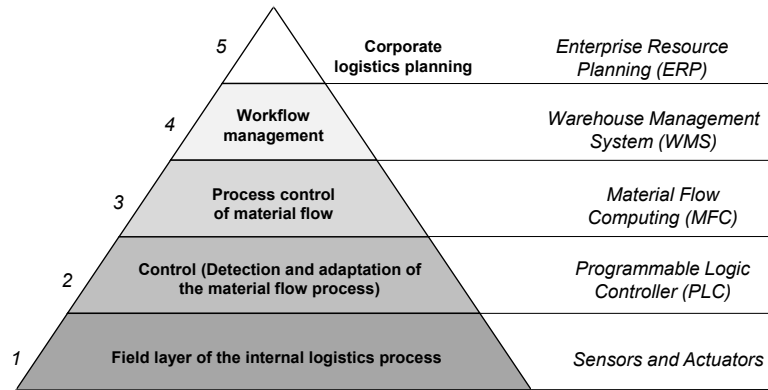 5
Corporate
logistics planning
Enterprise Resource
Planning (ERP)
4
Workflow
management
Warehouse Management
System (WMS)
3
Process control
of material flow
Material Flow
Computing (MFC)
2
Control (Detection and adaptation of
the material flow process)
Programmable Logic
Controller (PLC)
1
Field layer of the internal logistics process
Sensors and Actuators